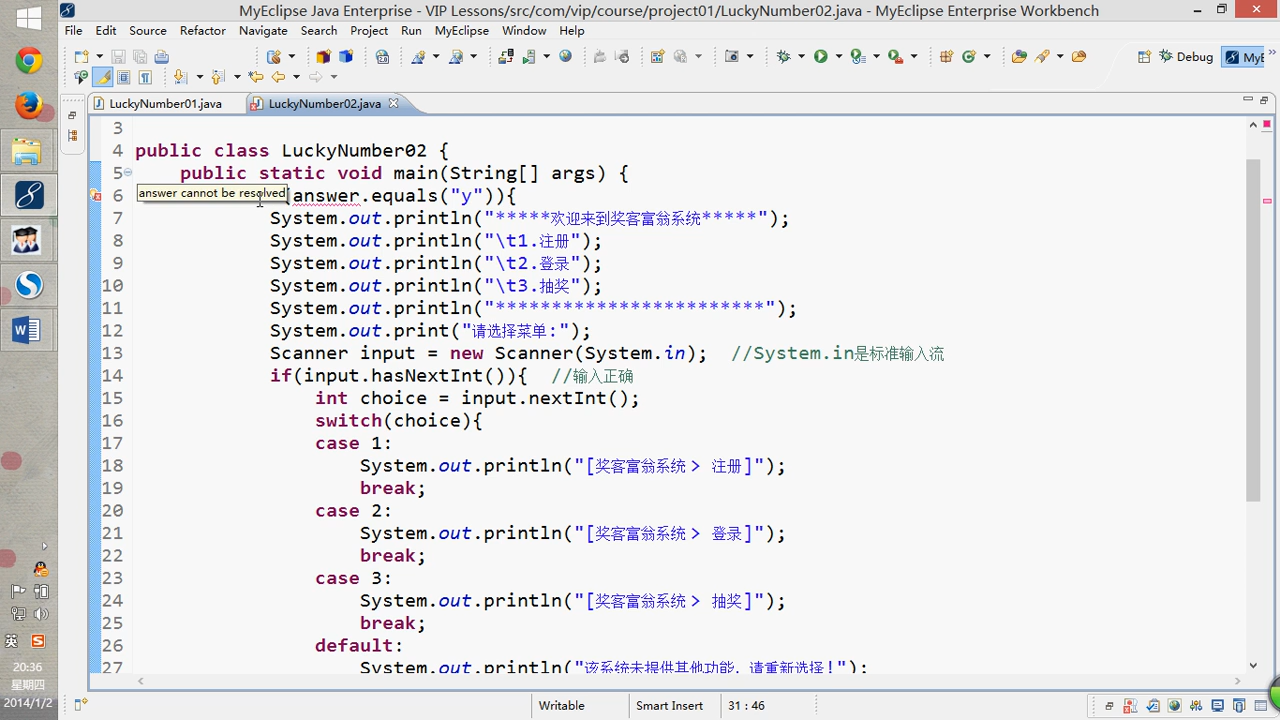 MyEclipse Java Enterprise - VIP Lessons/src/com/vip/course/project01/LuckyNumber02.java - MyEclipse Enterprise Workbench
File Edit Source Refactor Navigate Search Project Run MyEclipse Window Help
Debug
MyE
LuckyNumber01.java
LuckyNumber02.java
3
4 public class LuckyNumber02 {
5 public static void main(String[] args) {
answer cannot be resolved
6 (answer.equals("y")){
7 System.out.println("*****欢迎来到奖客富翁系统*****");
8 System.out.println("\t1.注册");
9 System.out.println("\t2.登录");
10 System.out.println("\t3.抽奖");
11 System.out.println("************************");
12 System.out.print("请选择菜单:");
13 Scanner input = new Scanner(System.in); //System.in是标准输入流
14 if(input.hasNextInt()){ //输入正确
15 int choice = input.nextInt();
16 switch(choice){
17 case 1:
18 System.out.println("[奖客富翁系统 > 注册]");
19 break;
20 case 2:
21 System.out.println("[奖客富翁系统 > 登录]");
22 break;
23 case 3:
24 System.out.println("[奖客富翁系统 > 抽奖]");
25 break;
26 default:
27 System.out.println("该系统未提供其他功能，请重新选择!");
英
20:36
星期四
2014/1/2
Writable
Smart Insert
31 : 46